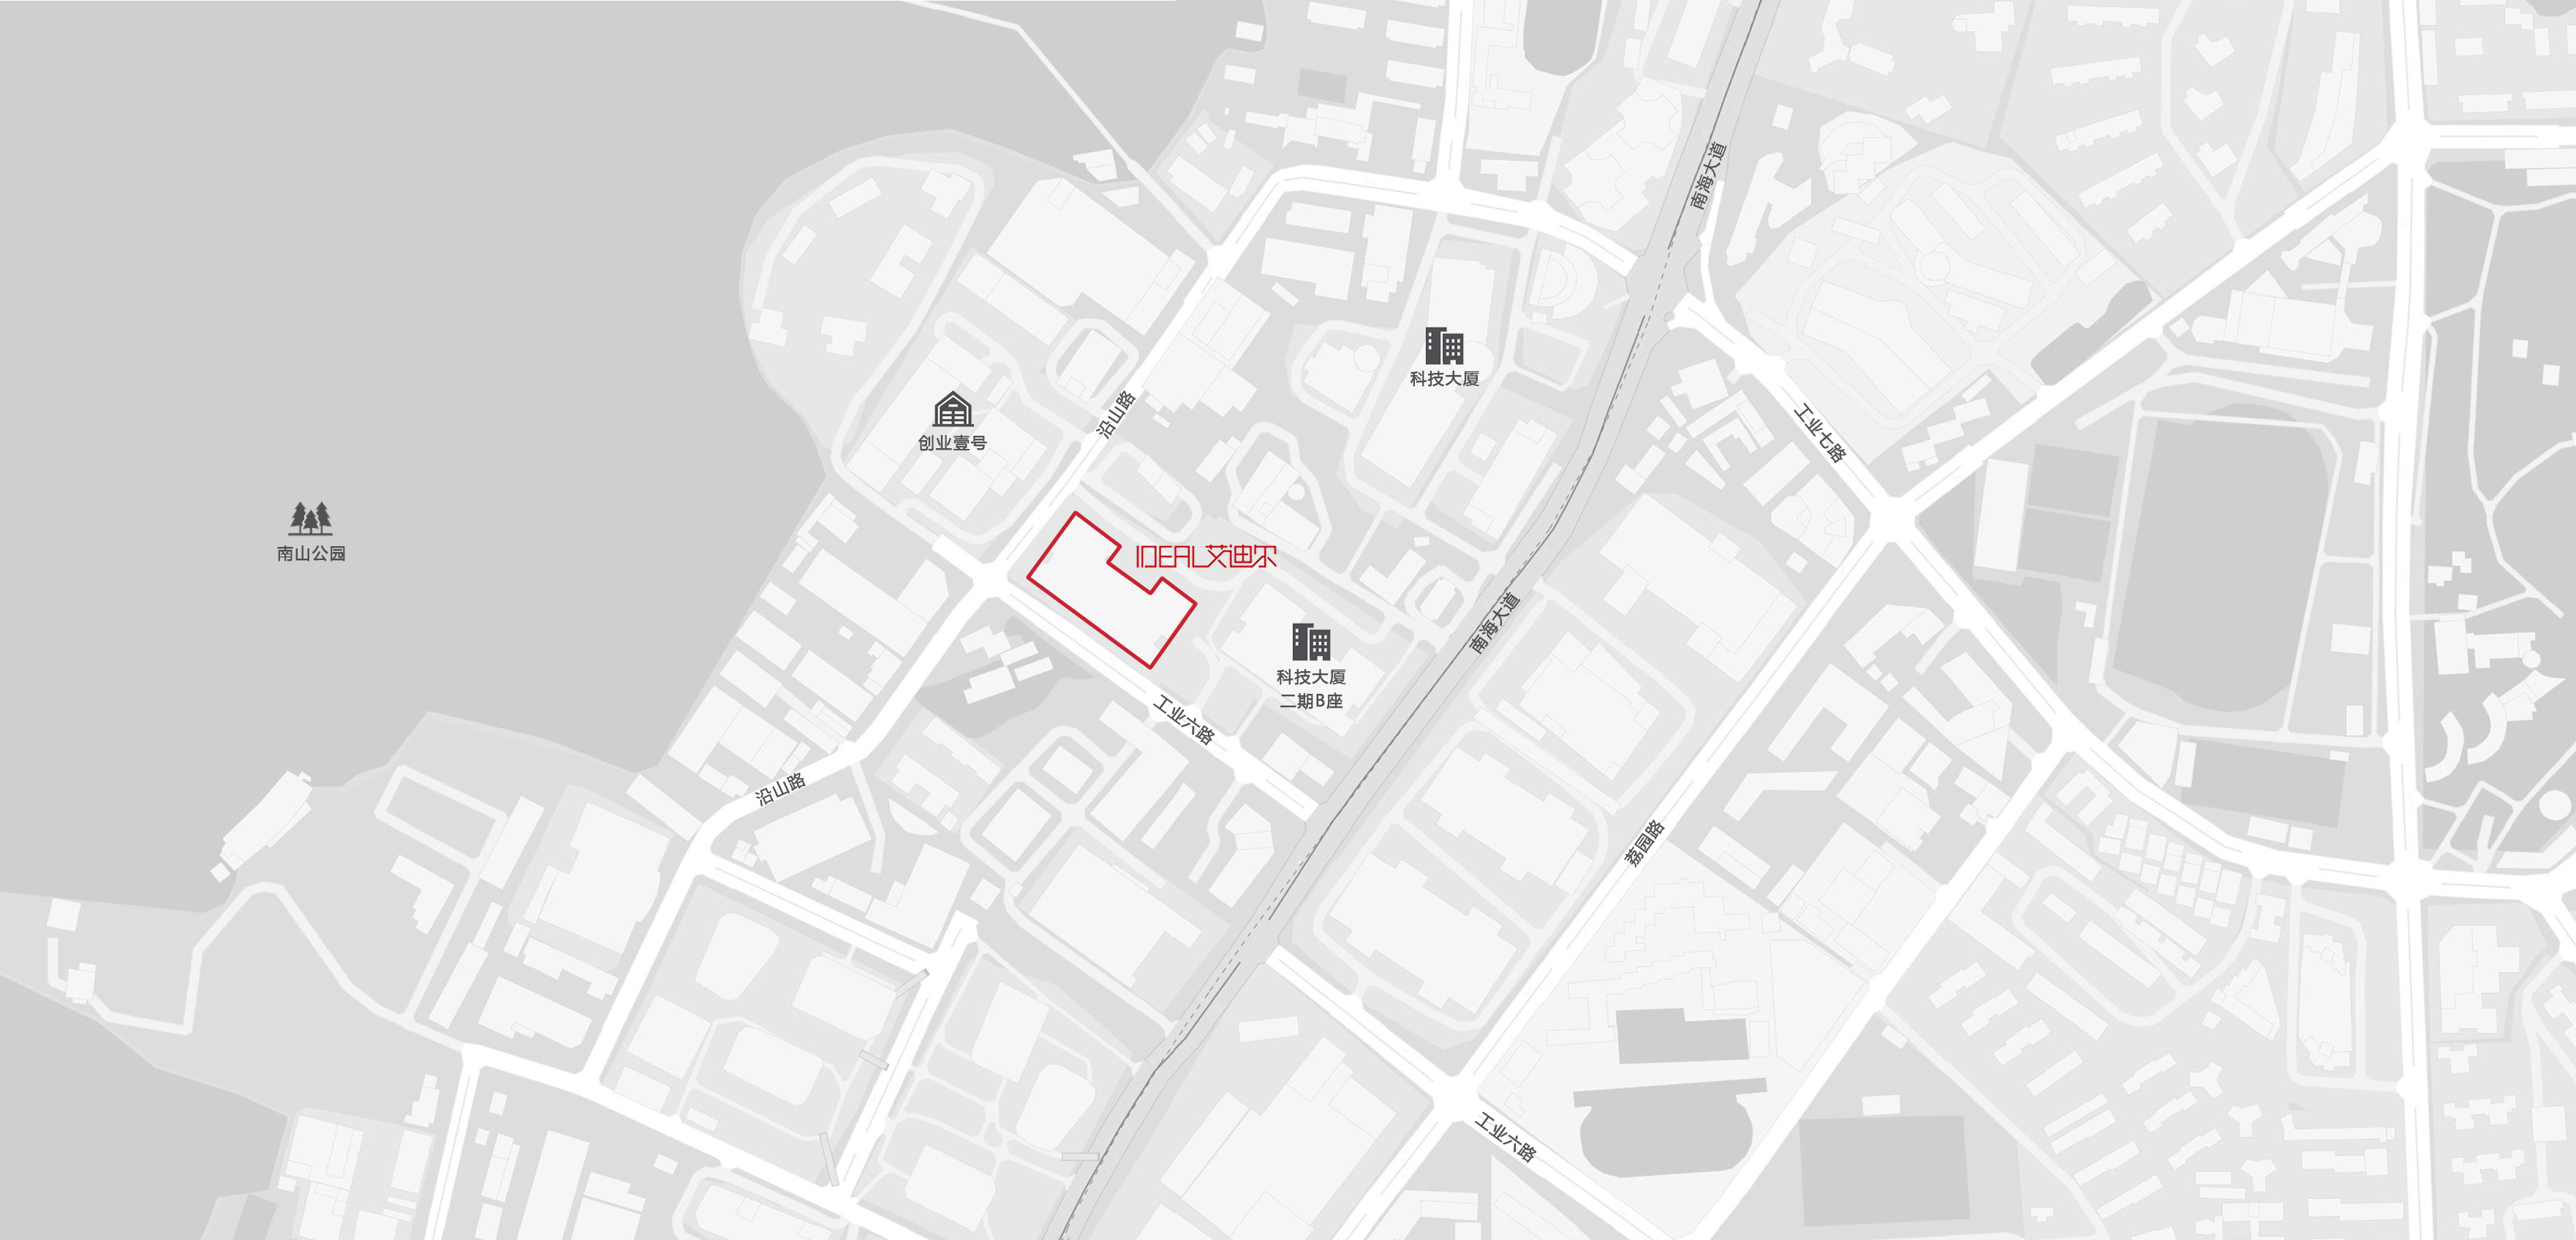 南海大道
科技大厦
沿山路
工业七路
创业壹号
南山公园
IDEAL艾迪尔
南海大道
科技大厦
二期B座
工业六路
沿山路
荔园路
工业六路